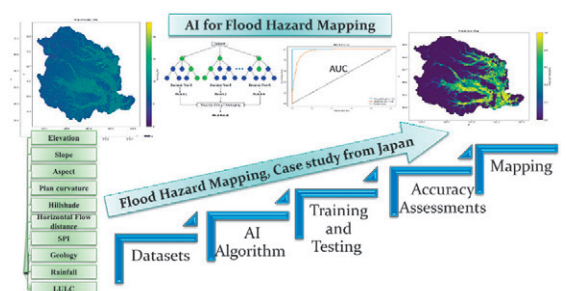 AI for Flood Hazard Mapping
AUC
Elevation
Slope
Aspect
Plan curvature
Hillshade
Horizontal Flow
distance
SPI
Geology
Rainfall
LULC
Flood Hazard Mapping, Case study from Japan
Datasets
AI
Algorithm
Training
and
Testing
Accuracy
Assessments
Mapping